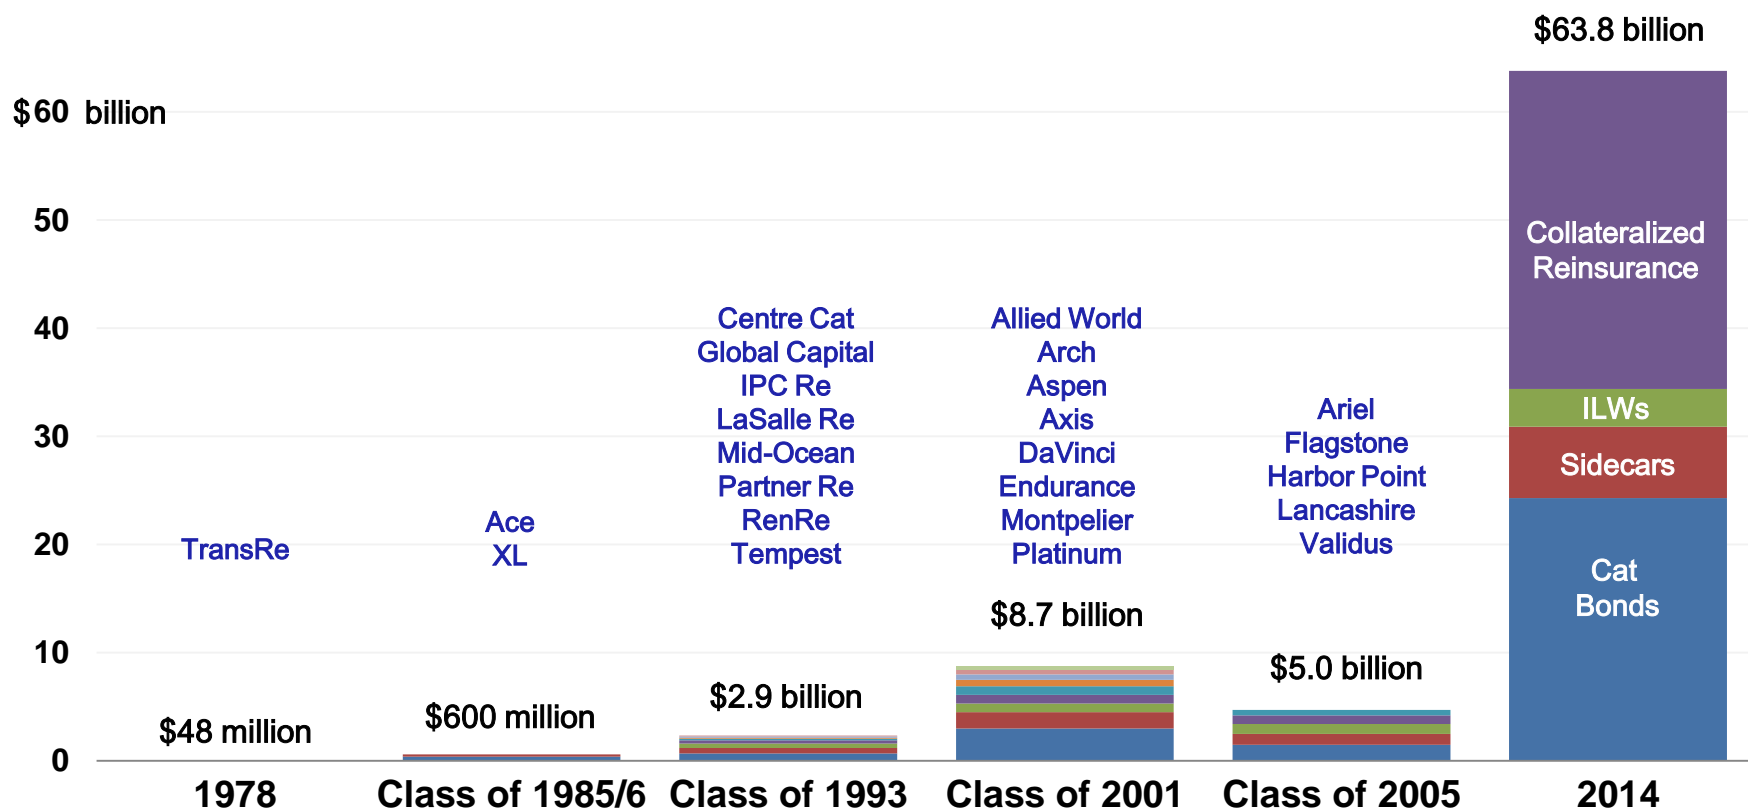 $63.8 billion
$60 billion
50
40
30
20
10
0
TransRe
$48 million
Ace
XL
$600 million
Centre Cat
Global Capital
IPC Re
LaSalle Re
Mid-Ocean
Partner Re
RenRe
Tempest
$2.9 billion
Allied World
Arch
Aspen
Axis
DaVinci
Endurance
Montpelier
Platinum
$8.7 billion
Ariel
Flagstone
Harbor Point
Lancashire
Validus
$5.0 billion
Collateralized
Reinsurance
ILWs
Sidecars
Cat
Bonds
1978
Class of 1985/6
Class of 1993
Class of 2001
Class of 2005
2014